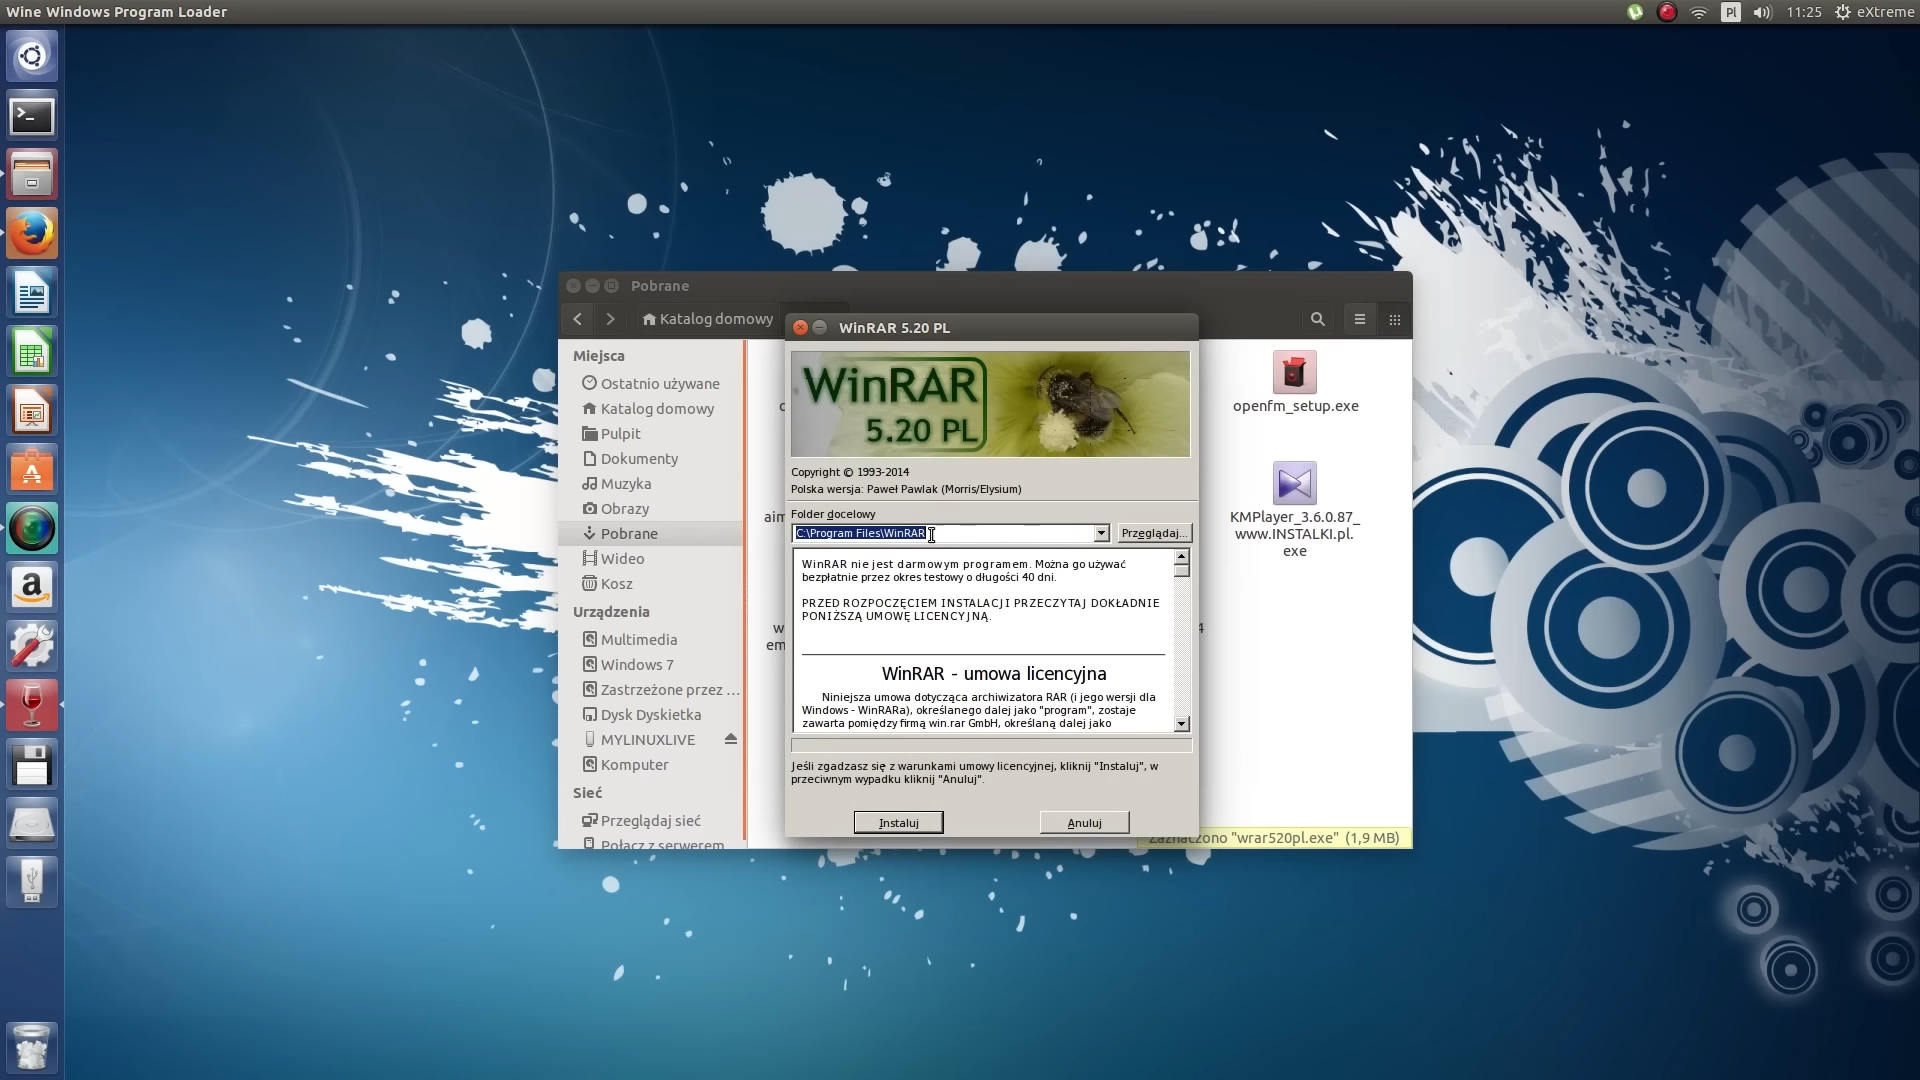 Wine Windows Program Loader
Pl
11:25
eXtreme
Pobrane
Katalog domowy
Miejsca
Ostatnio używane
Katalog domowy
Pulpit
Dokumenty
Muzyka
Obrazy
Pobrane
Wideo
Kosz
Urządzenia
Multimedia
Windows 7
Zastrzeżone przez ...
Dysk Dyskietka
MYLINUXLIVE
Komputer
Sieć
Przeglądaj sieć
Połącz z serwerem
openfm_setup.exe
KMPlayer_3.6.0.87_
www.INSTALKI.pl.
exe
Zaznaczono "wrar520pl.exe" (1,9 MB)
WinRAR 5.20 PL
WinRAR
5.20 PL
Copyright © 1993-2014
Polska wersja: Paweł Pawlak (Morris/Elysium)
Folder docelowy
C:\Program Files\WinRAR
Przeglądaj...
WinRAR nie jest darmowym programem. Można go używać
bezpłatnie przez okres testowy o długości 40 dni.
PRZED ROZPOCZĘCIEM INSTALACJI PRZECZYTAJ DOKŁADNIE
PONIŻSZĄ UMOWĘ LICENCYJNĄ.
WinRAR - umowa licencyjna
Niniejsza umowa dotycząca archiwizatora RAR (i jego wersji dla
Windows - WinRARa), określanego dalej jako "program", zostaje
zawarta pomiędzy firmą win.rar GmbH, określaną dalej jako
Jeśli zgadzasz się z warunkami umowy licencyjnej, kliknij "Instaluj", w
przeciwnym wypadku kliknij "Anuluj".
Instaluj
Anuluj